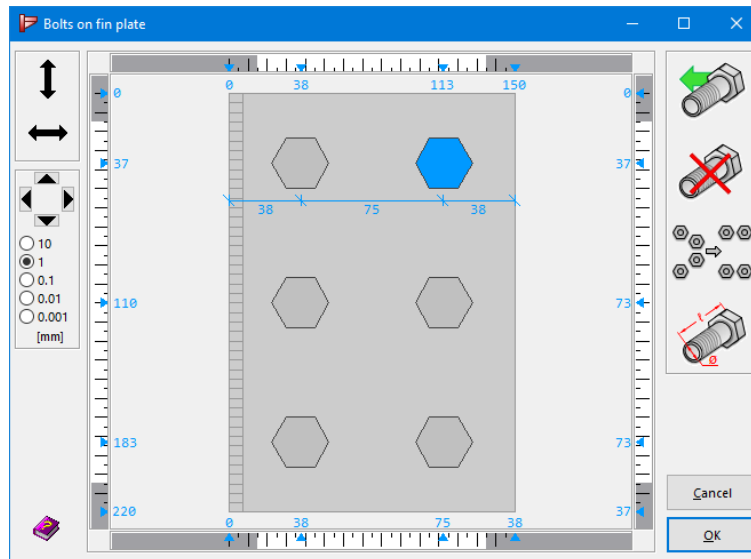 Bolts on fin plate
0 38 113 150
0 0
37 37
38 75 38
10
1
0.1
0.01
0.001
[mm]
110 73
183 73
220 37
0 38 75 38
ℓ
ø
?
Cancel
OK